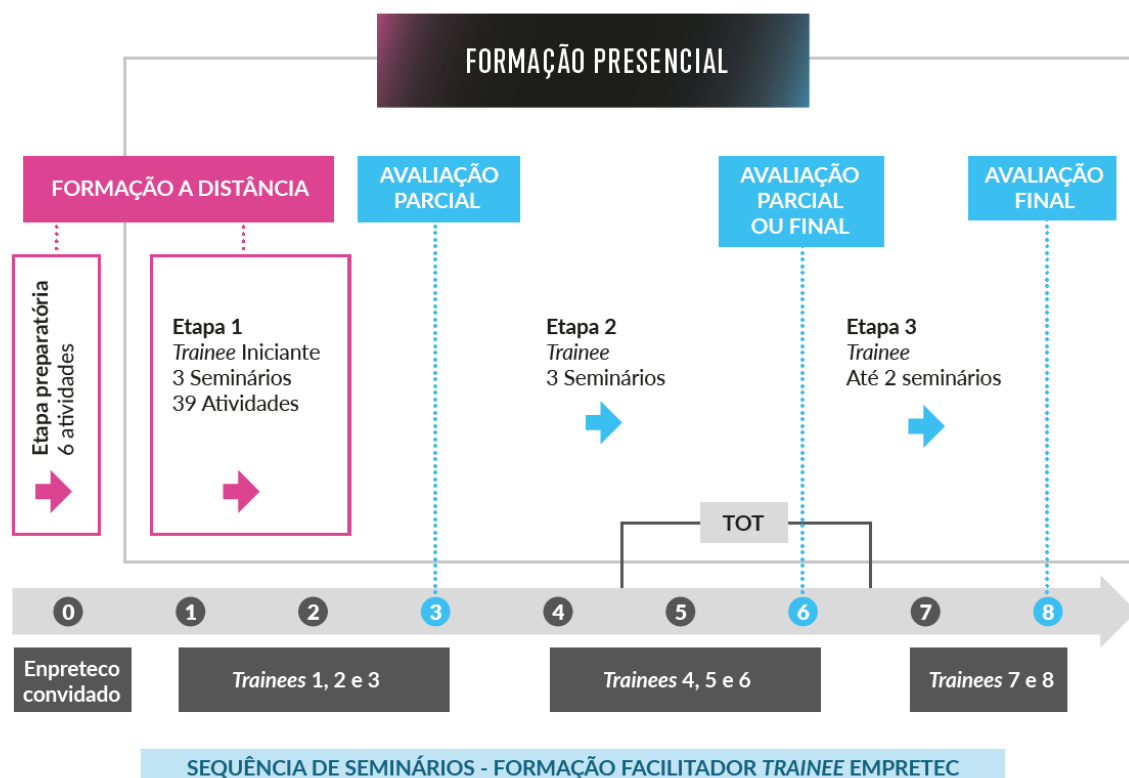 FORMAÇÃO PRESENCIAL
FORMAÇÃO A DISTÂNCIA
AVALIAÇÃO
PARCIAL
AVALIAÇÃO
PARCIAL
OU FINAL
AVALIAÇÃO
FINAL
Etapa preparatória
6 atividades
Etapa 1
Trainee Iniciante
3 Seminários
39 Atividades
Etapa 2
Trainee
3 Seminários
Etapa 3
Trainee
Até 2 seminários
TOT
0 1 2 3 4 5 6 7 8
Enpreteco
convidado
Trainees 1, 2 e 3
Trainees 4, 5 e 6
Trainees 7 e 8
SEQUÊNCIA DE SEMINÁRIOS - FORMAÇÃO FACILITADOR TRAINEE EMPRETEC